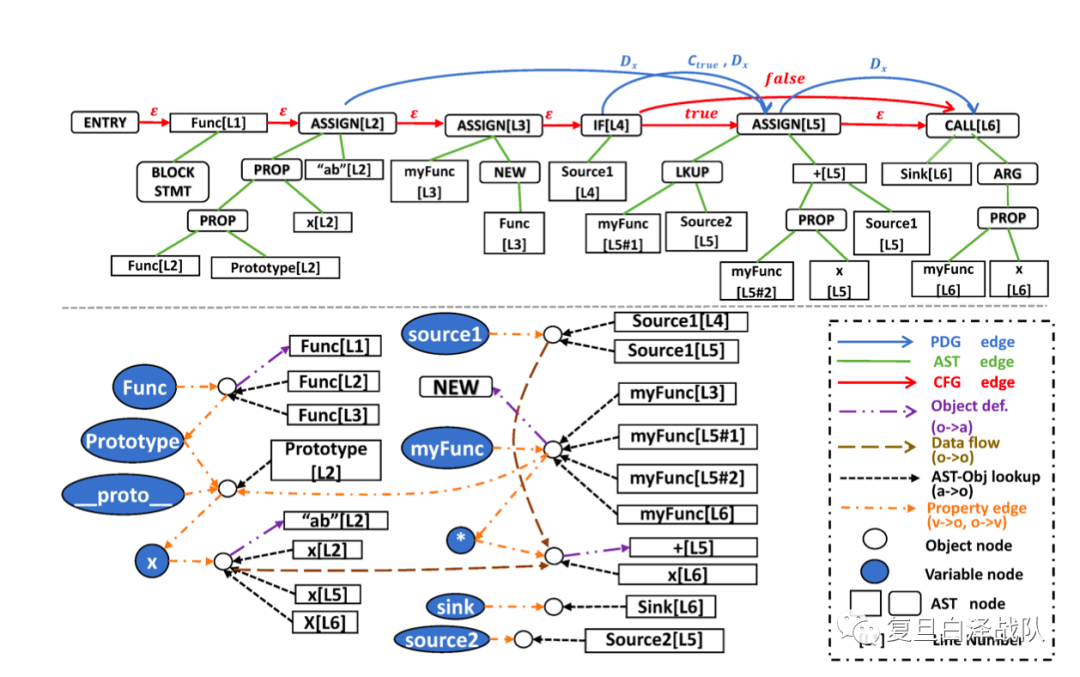 D_x
C_true , D_x
D_x
false
ε
ε
ε
ε
true
ε
ENTRY
Func[L1]
ASSIGN[L2]
ASSIGN[L3]
IF[L4]
ASSIGN[L5]
CALL[L6]
BLOCK
STMT
PROP
“ab”[L2]
myFunc
[L3]
NEW
Source1
[L4]
LKUP
+[L5]
Sink[L6]
ARG
PROP
x[L2]
Func
[L3]
myFunc
[L5#1]
Source2
[L5]
PROP
Source1
[L5]
PROP
Func[L2]
Prototype[L2]
myFunc
[L5#2]
x
[L5]
myFunc
[L6]
x
[L6]
Func
Func[L1]
Func[L2]
Func[L3]
Prototype
Prototype
[L2]
__proto__
x
“ab”[L2]
x[L2]
x[L5]
X[L6]
source1
Source1[L4]
Source1[L5]
NEW
myFunc
myFunc[L3]
myFunc[L5#1]
myFunc[L5#2]
myFunc[L6]
*
+[L5]
x[L6]
sink
Sink[L6]
source2
Source2[L5]
PDG edge
AST edge
CFG edge
Object def.
(o->a)
Data flow
(o->o)
AST-Obj lookup
(a->o)
Property edge
(v->o, o->v)
Object node
Variable node
AST node
Line Number
复旦白泽战队